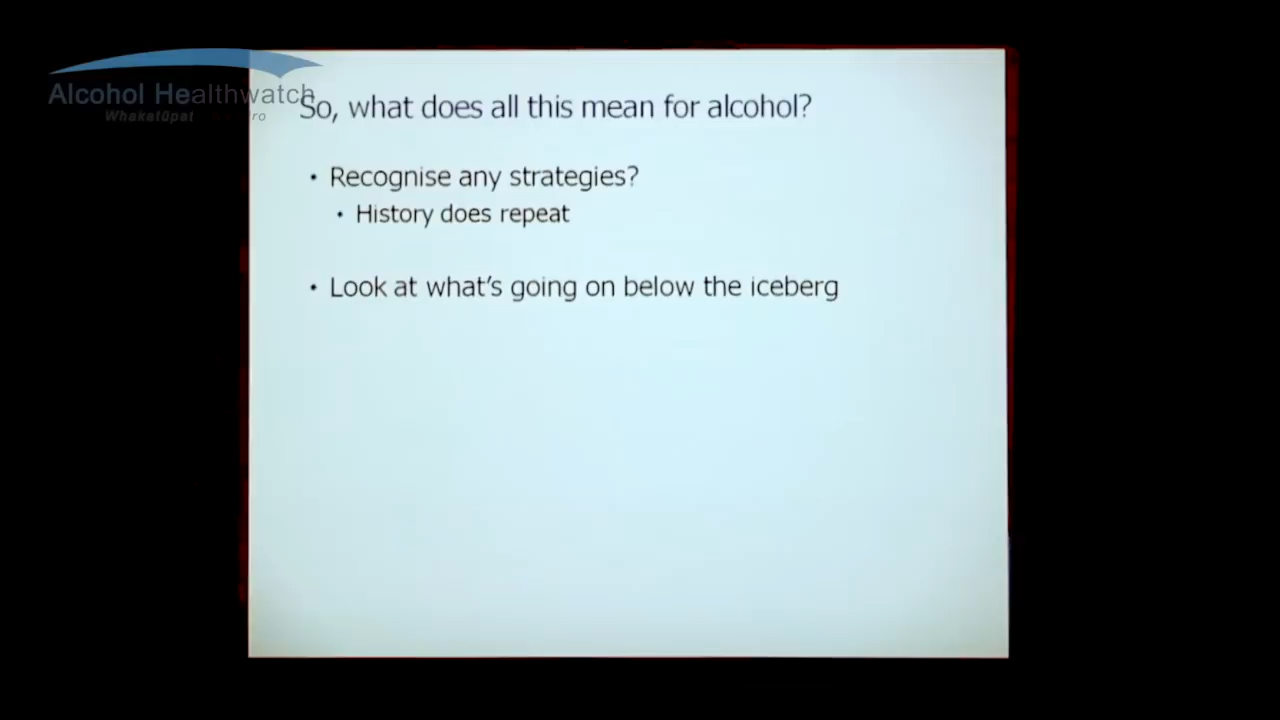 Alcohol Healthwatch
So, what does all this mean for alcohol?
• Recognise any strategies?
• History does repeat
• Look at what's going on below the iceberg